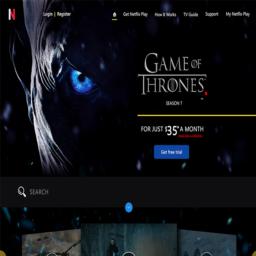 N
Login | Register
Get Netflix Play
How it Works
TV Guide
Support
My Netflix Play
GAME OF
THRONES
SEASON 7
FOR JUST $35 A MONTH
Get free trial
SEARCH